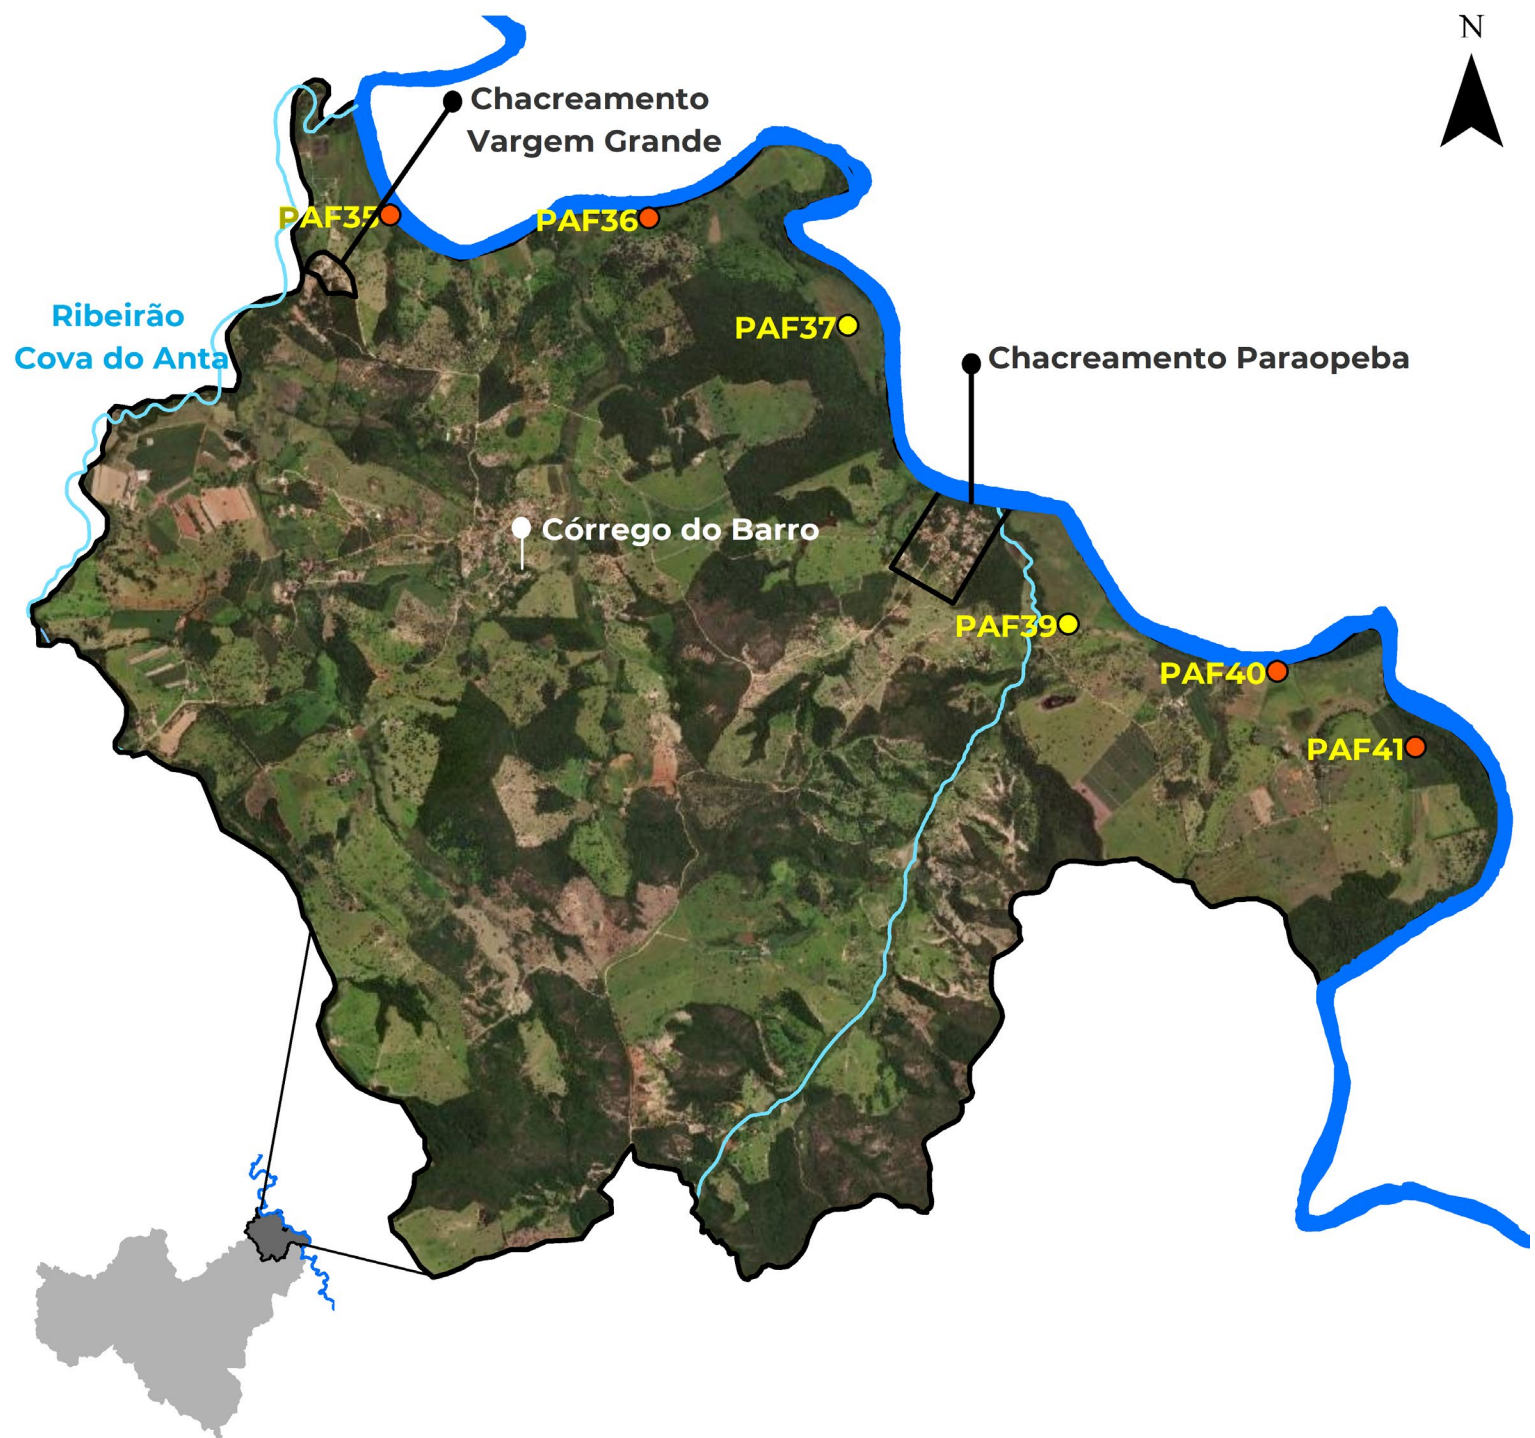 N
Chacreamento
Vargem Grande
PAF35
PAF36
Ribeirão
Cova do Anta
PAF37
Chacreamento Paraopeba
Córrego do Barro
PAF39
PAF40
PAF41